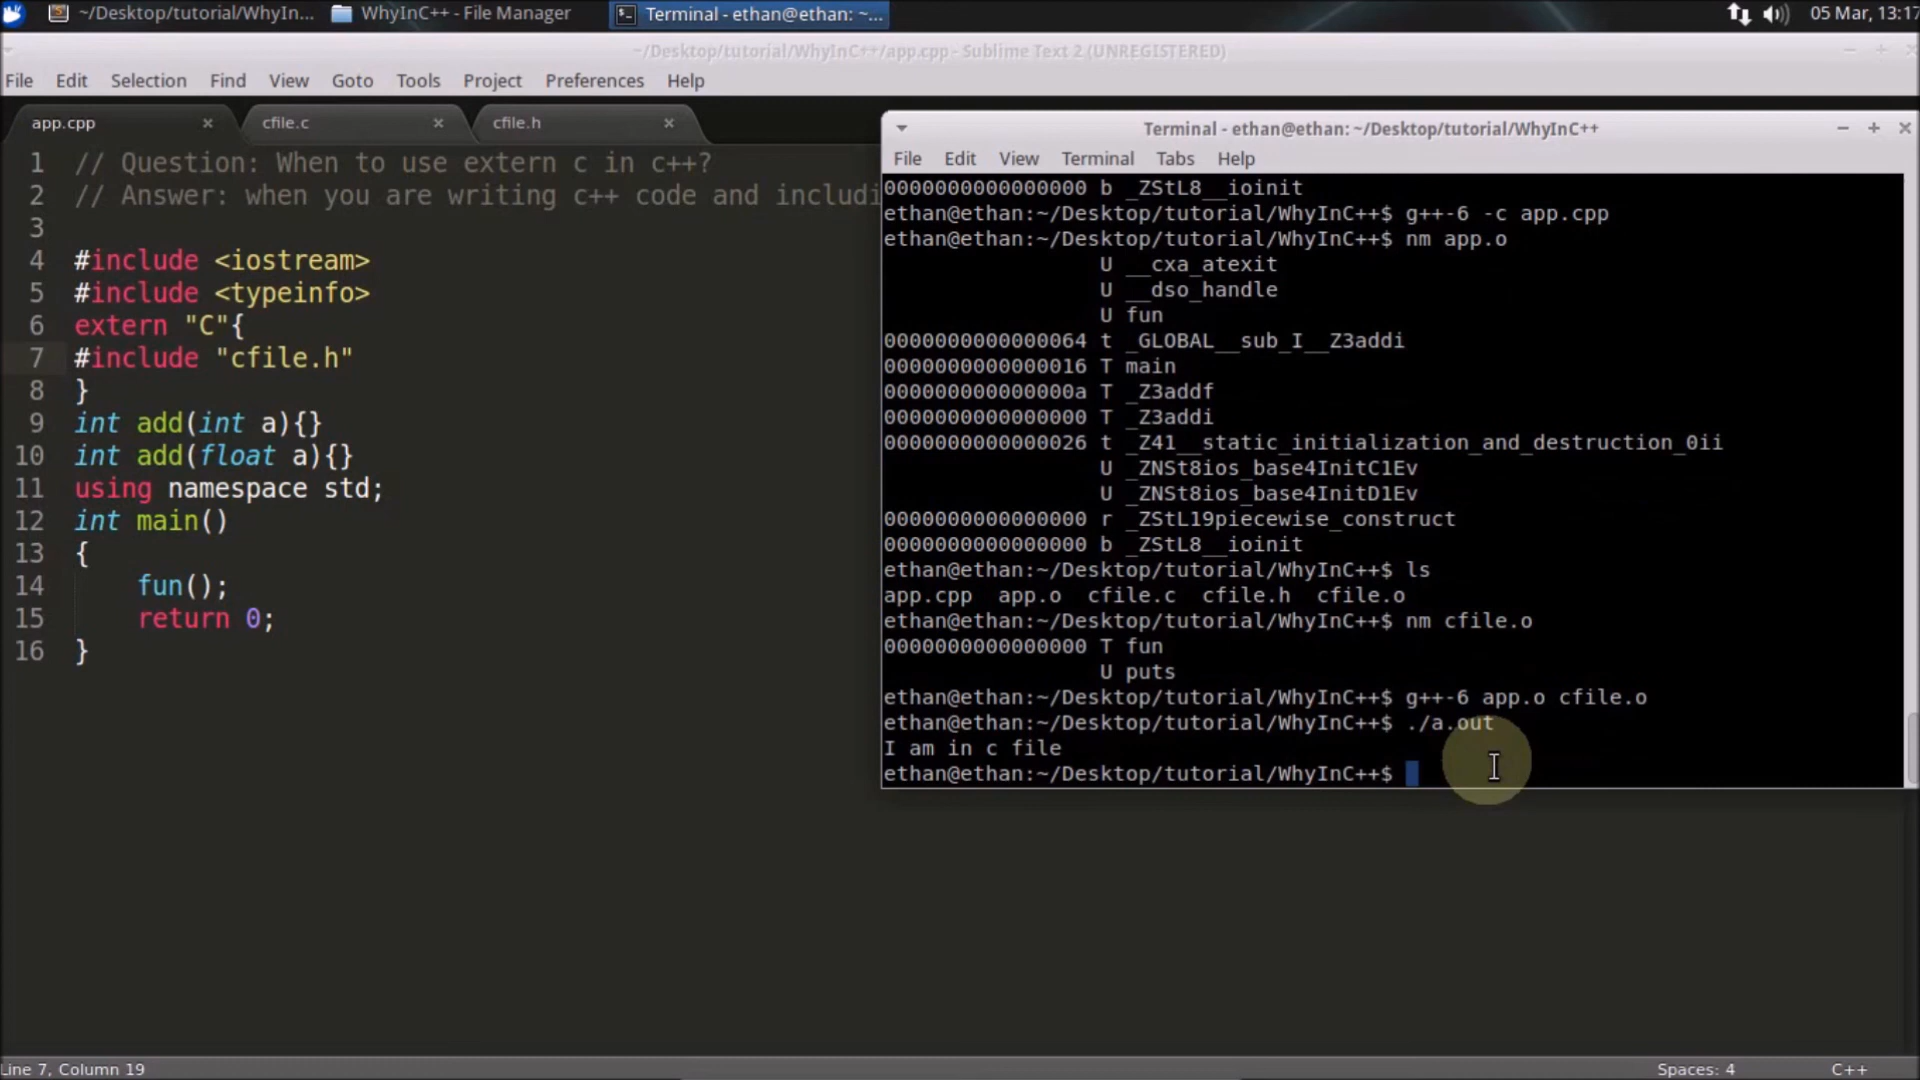 ~/Desktop/tutorial/WhyIn... WhyInC++ - File Manager Terminal - ethan@ethan: ~... 05 Mar, 13:17
~/Desktop/tutorial/WhyInC++/app.cpp - Sublime Text 2 (UNREGISTERED)
File Edit Selection Find View Goto Tools Project Preferences Help
app.cpp cfile.c cfile.h
1 // Question: When to use extern c in c++?
2 // Answer: when you are writing c++ code and includi
3
4 #include <iostream>
5 #include <typeinfo>
6 extern "C"{
7 #include "cfile.h"
8 }
9 int add(int a){}
10 int add(float a){}
11 using namespace std;
12 int main()
13 {
14 fun();
15 return 0;
16 }
Terminal - ethan@ethan: ~/Desktop/tutorial/WhyInC++
File Edit View Terminal Tabs Help
0000000000000000 b _ZStL8__ioinit
ethan@ethan:~/Desktop/tutorial/WhyInC++$ g++-6 -c app.cpp
ethan@ethan:~/Desktop/tutorial/WhyInC++$ nm app.o
U __cxa_atexit
U __dso_handle
U fun
0000000000000064 t _GLOBAL__sub_I__Z3addi
0000000000000016 T main
000000000000000a T _Z3addf
0000000000000000 T _Z3addi
0000000000000026 t _Z41__static_initialization_and_destruction_0ii
U _ZNSt8ios_base4InitC1Ev
U _ZNSt8ios_base4InitD1Ev
0000000000000000 r _ZStL19piecewise_construct
0000000000000000 b _ZStL8__ioinit
ethan@ethan:~/Desktop/tutorial/WhyInC++$ ls
app.cpp app.o cfile.c cfile.h cfile.o
ethan@ethan:~/Desktop/tutorial/WhyInC++$ nm cfile.o
0000000000000000 T fun
U puts
ethan@ethan:~/Desktop/tutorial/WhyInC++$ g++-6 app.o cfile.o
ethan@ethan:~/Desktop/tutorial/WhyInC++$ ./a.out
I am in c file
ethan@ethan:~/Desktop/tutorial/WhyInC++$
Line 7, Column 19 Spaces: 4 C++